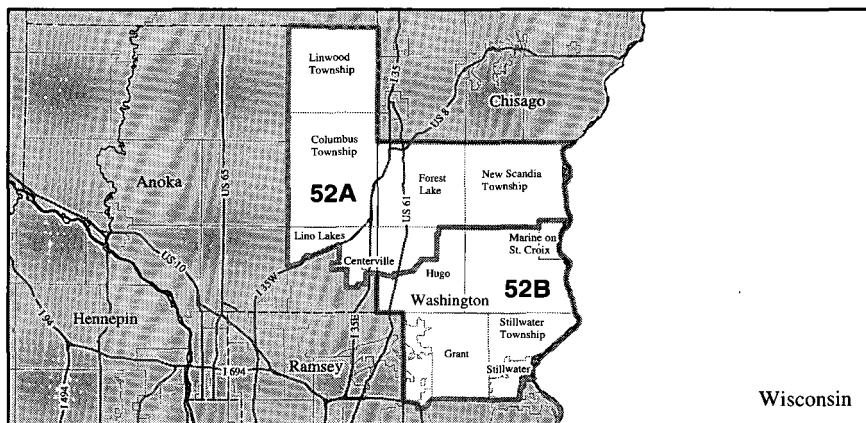 Linwood
Township
I 35
US 8
Chisago
Columbus
Township
US 65
Anoka
52A
Forest
Lake
New Scandia
Township
US 61
Lino Lakes
Marine on
St. Croix
Centerville
US 10
I 35W
Hugo
52B
Washington
I 94
Hennepin
I 35E
Stillwater
Township
Ramsey
Grant
Stillwater
I 694
I 494
Wisconsin